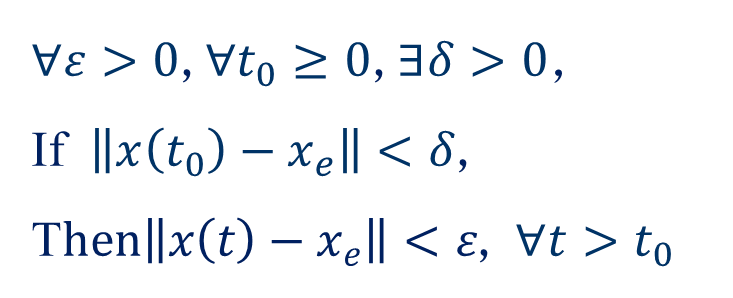 ∀ε > 0, ∀t₀ ≥ 0, ∃δ > 0,
If ‖x(t₀) − xₑ‖ < δ,
Then‖x(t) − xₑ‖ < ε, ∀t > t₀